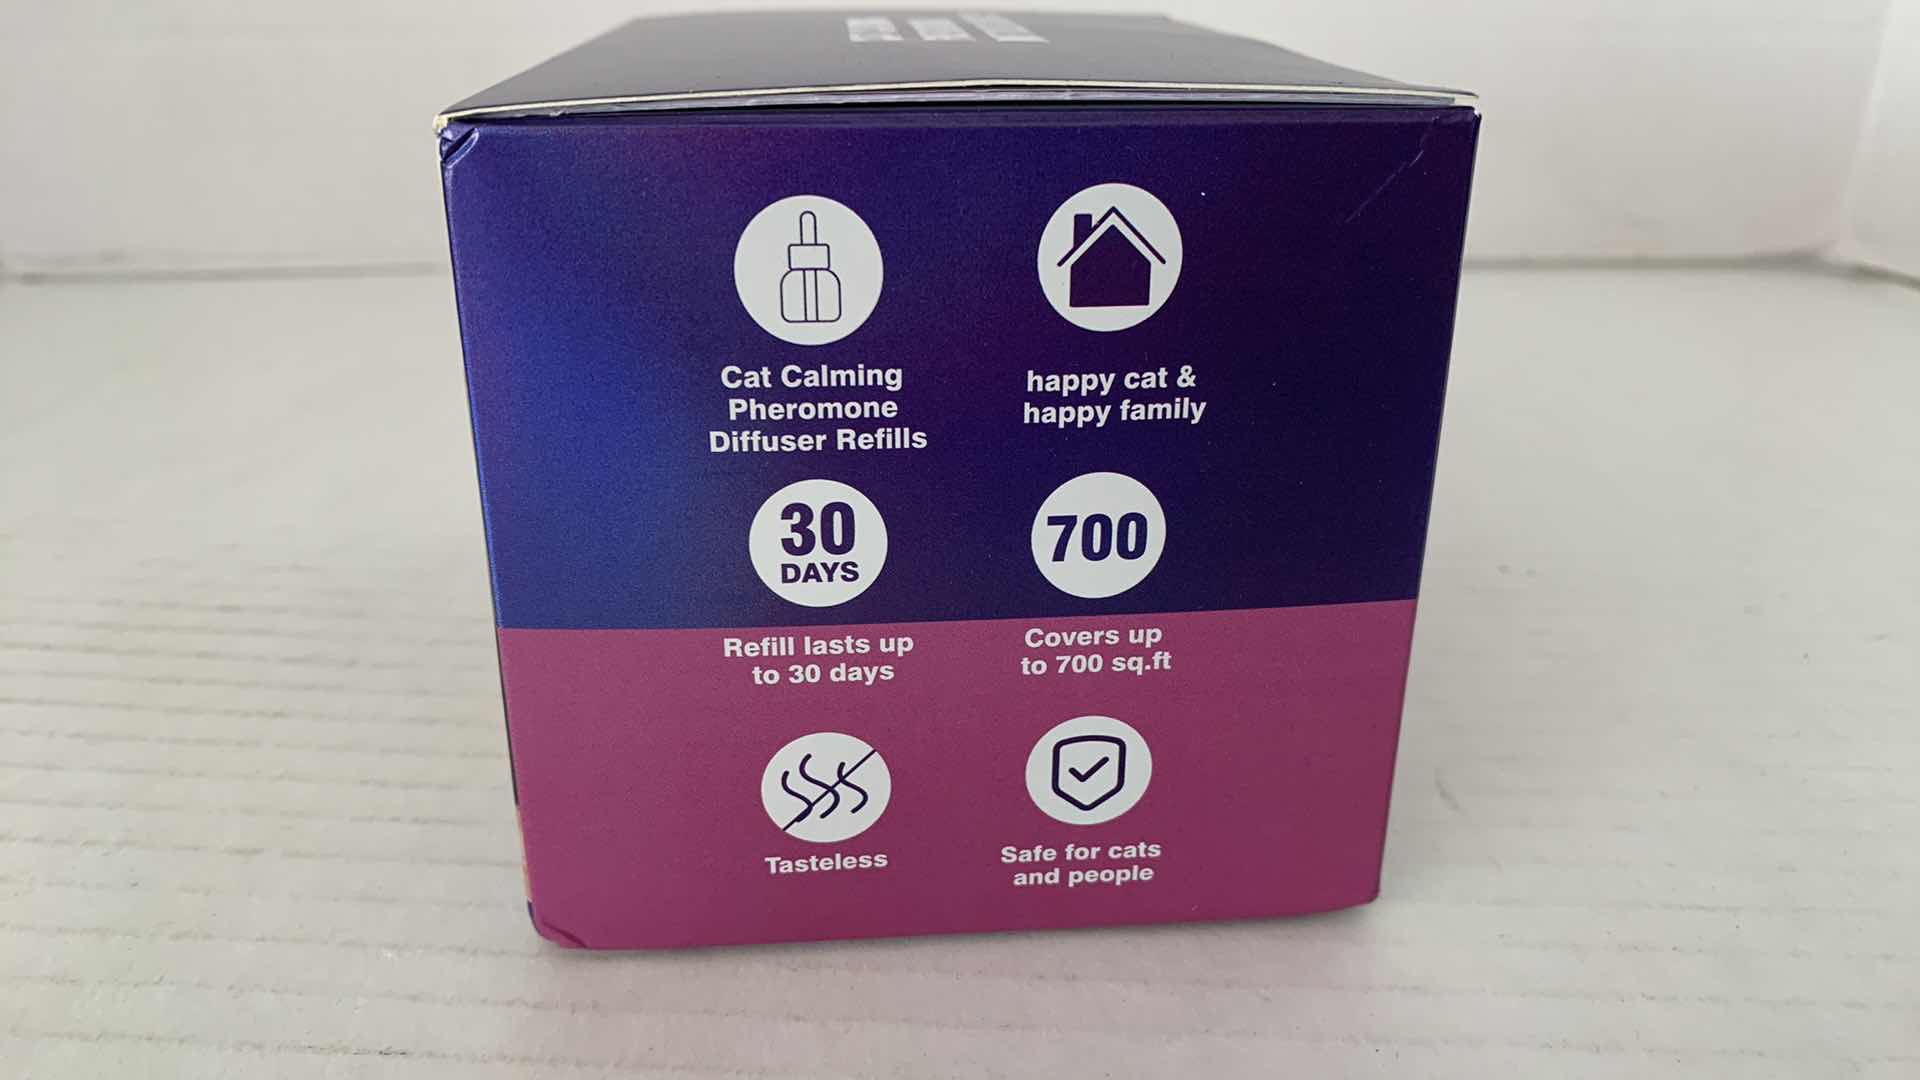 Cat Calming
Pheromone
Diffuser Refills
happy cat &
happy family
30
DAYS
Refill lasts up
to 30 days
700
Covers up
to 700 sq.ft
Tasteless
Safe for cats
and people